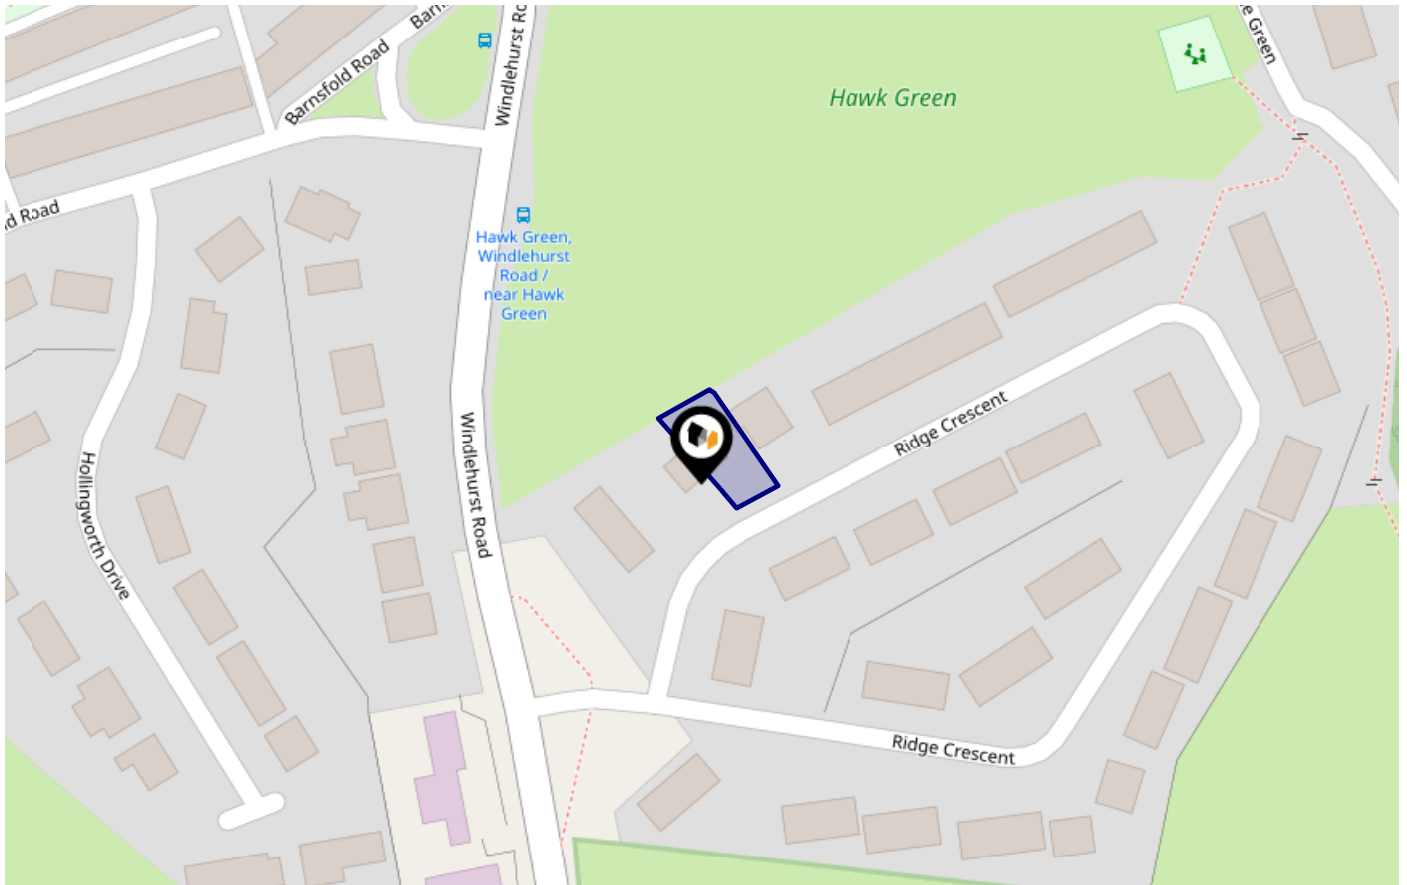 Barn
Barnsfold Road
Windlehurst Ro
e Green
Hawk Green
d Road
Hawk Green,
Windlehurst
Road /
near Hawk
Green
Ridge Crescent
Windlehurst Road
Hollingworth Drive
Ridge Crescent